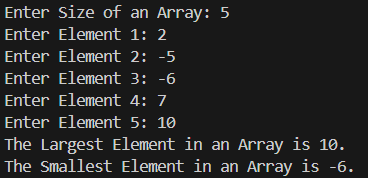 Enter Size of an Array: 5
Enter Element 1: 2
Enter Element 2: -5
Enter Element 3: -6
Enter Element 4: 7
Enter Element 5: 10
The Largest Element in an Array is 10.
The Smallest Element in an Array is -6.